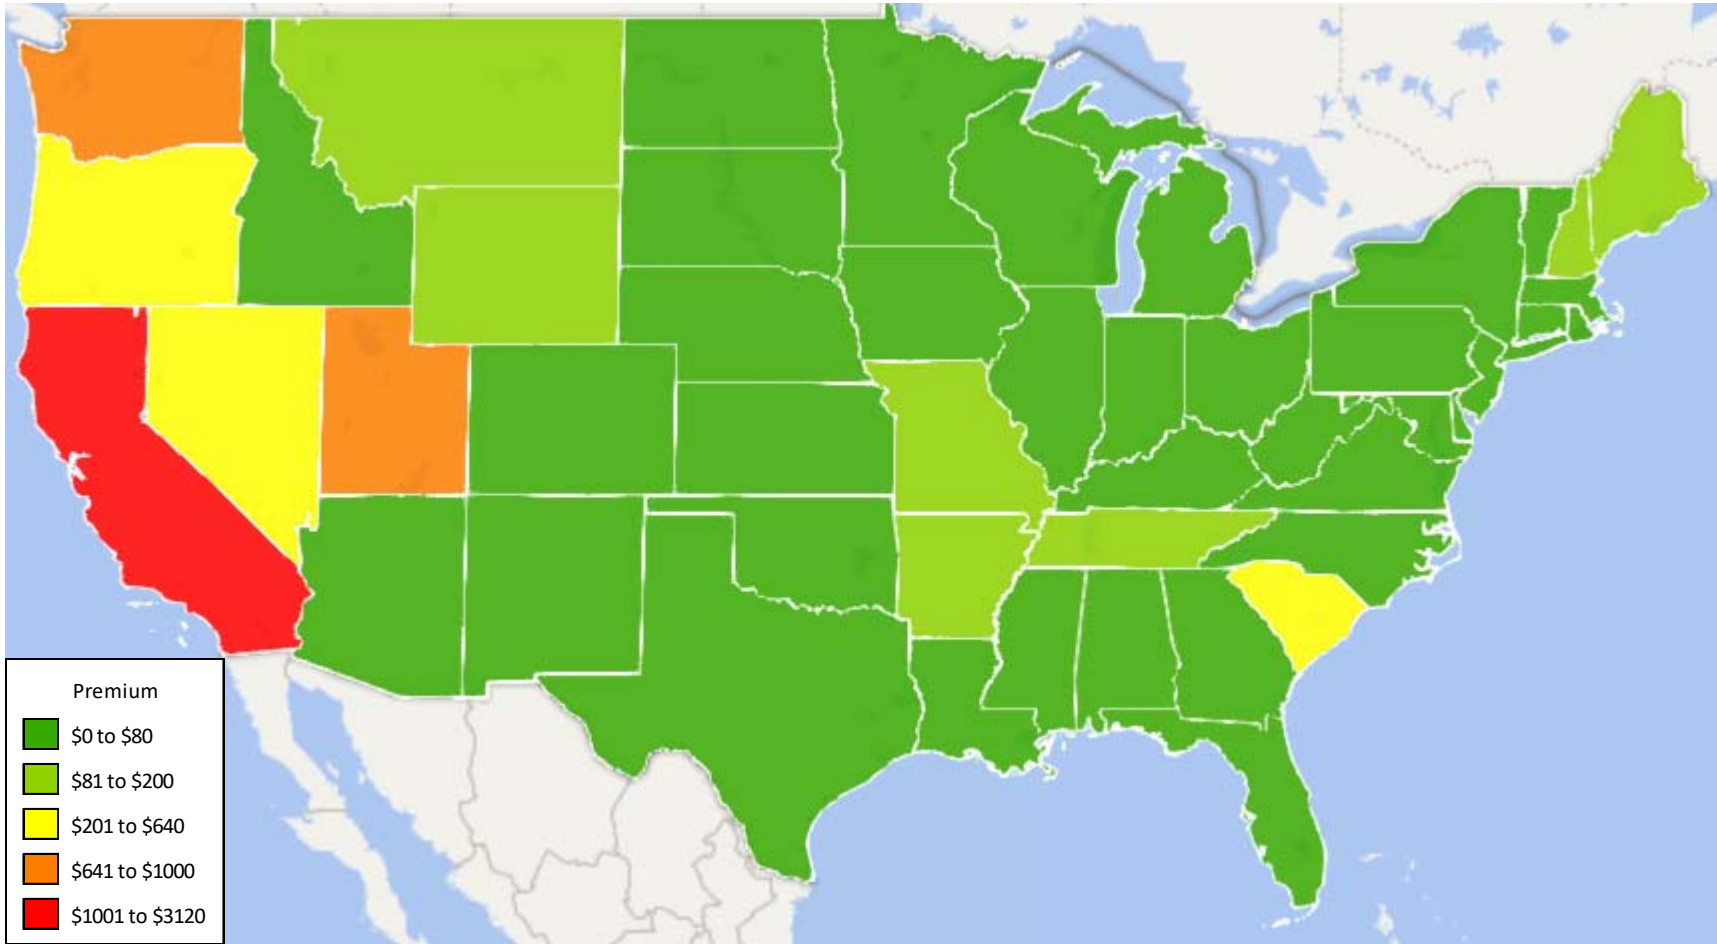 Premium
$0 to $80
$81 to $200
$201 to $640
$641 to $1000
$1001 to $3120